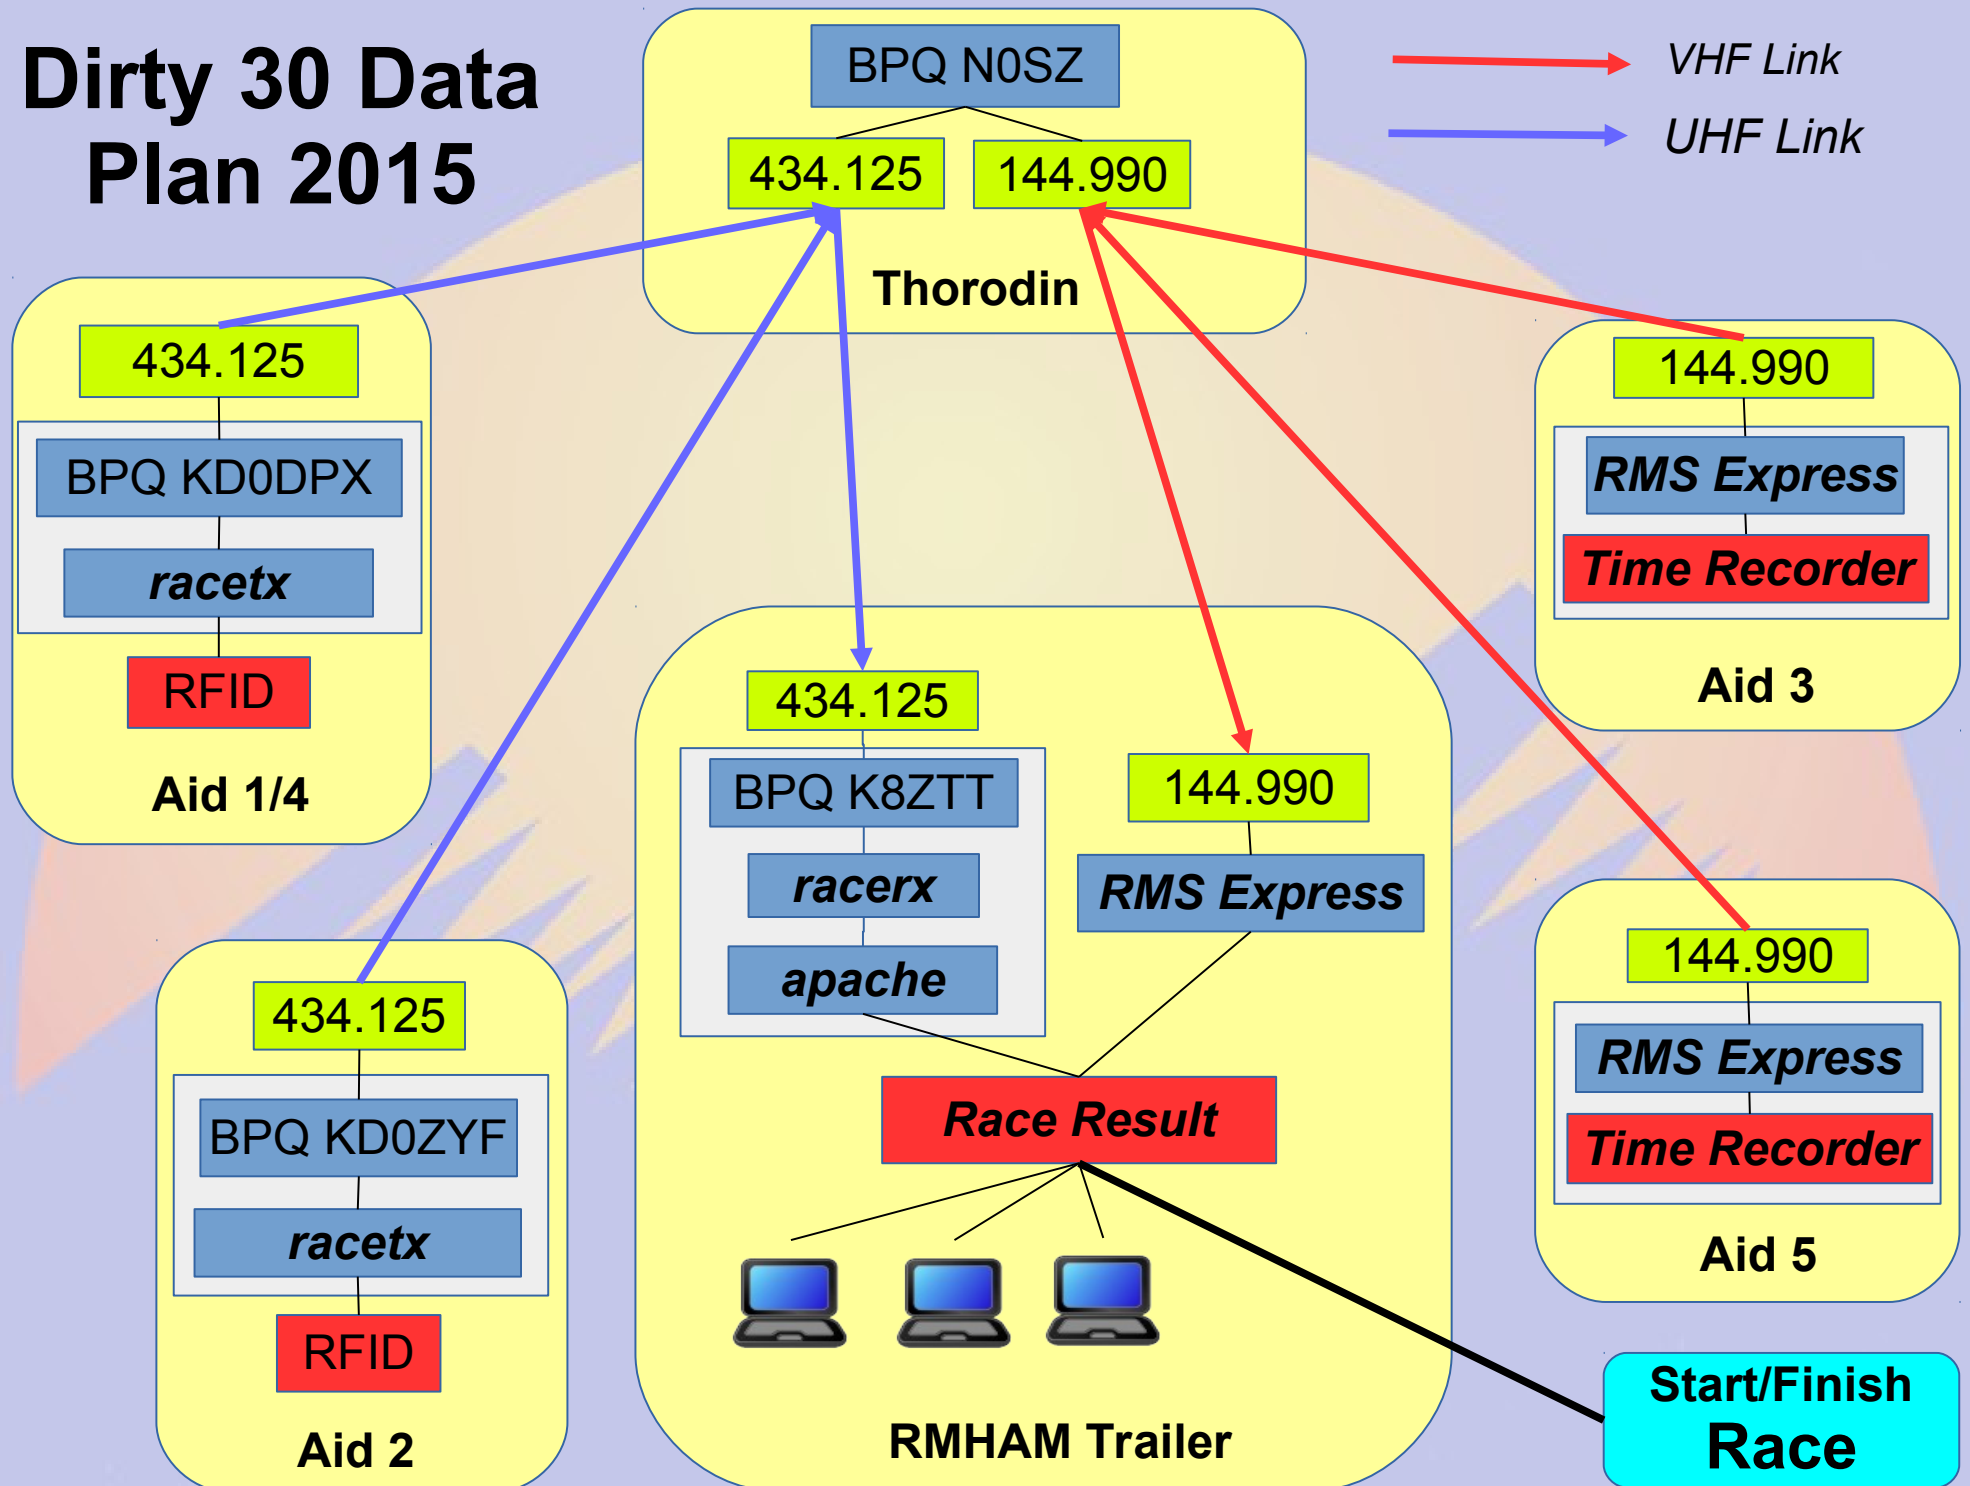 Dirty 30 Data
Plan 2015
BPQ N0SZ
434.125
144.990
Thorodin
VHF Link
UHF Link
434.125
BPQ KD0DPX
racetx
RFID
Aid 1/4
144.990
RMS Express
Time Recorder
Aid 3
434.125
BPQ K8ZTT
racerx
apache
144.990
RMS Express
Race Result
RMHAM Trailer
434.125
BPQ KD0ZYF
racetx
RFID
Aid 2
144.990
RMS Express
Time Recorder
Aid 5
Start/Finish
Race